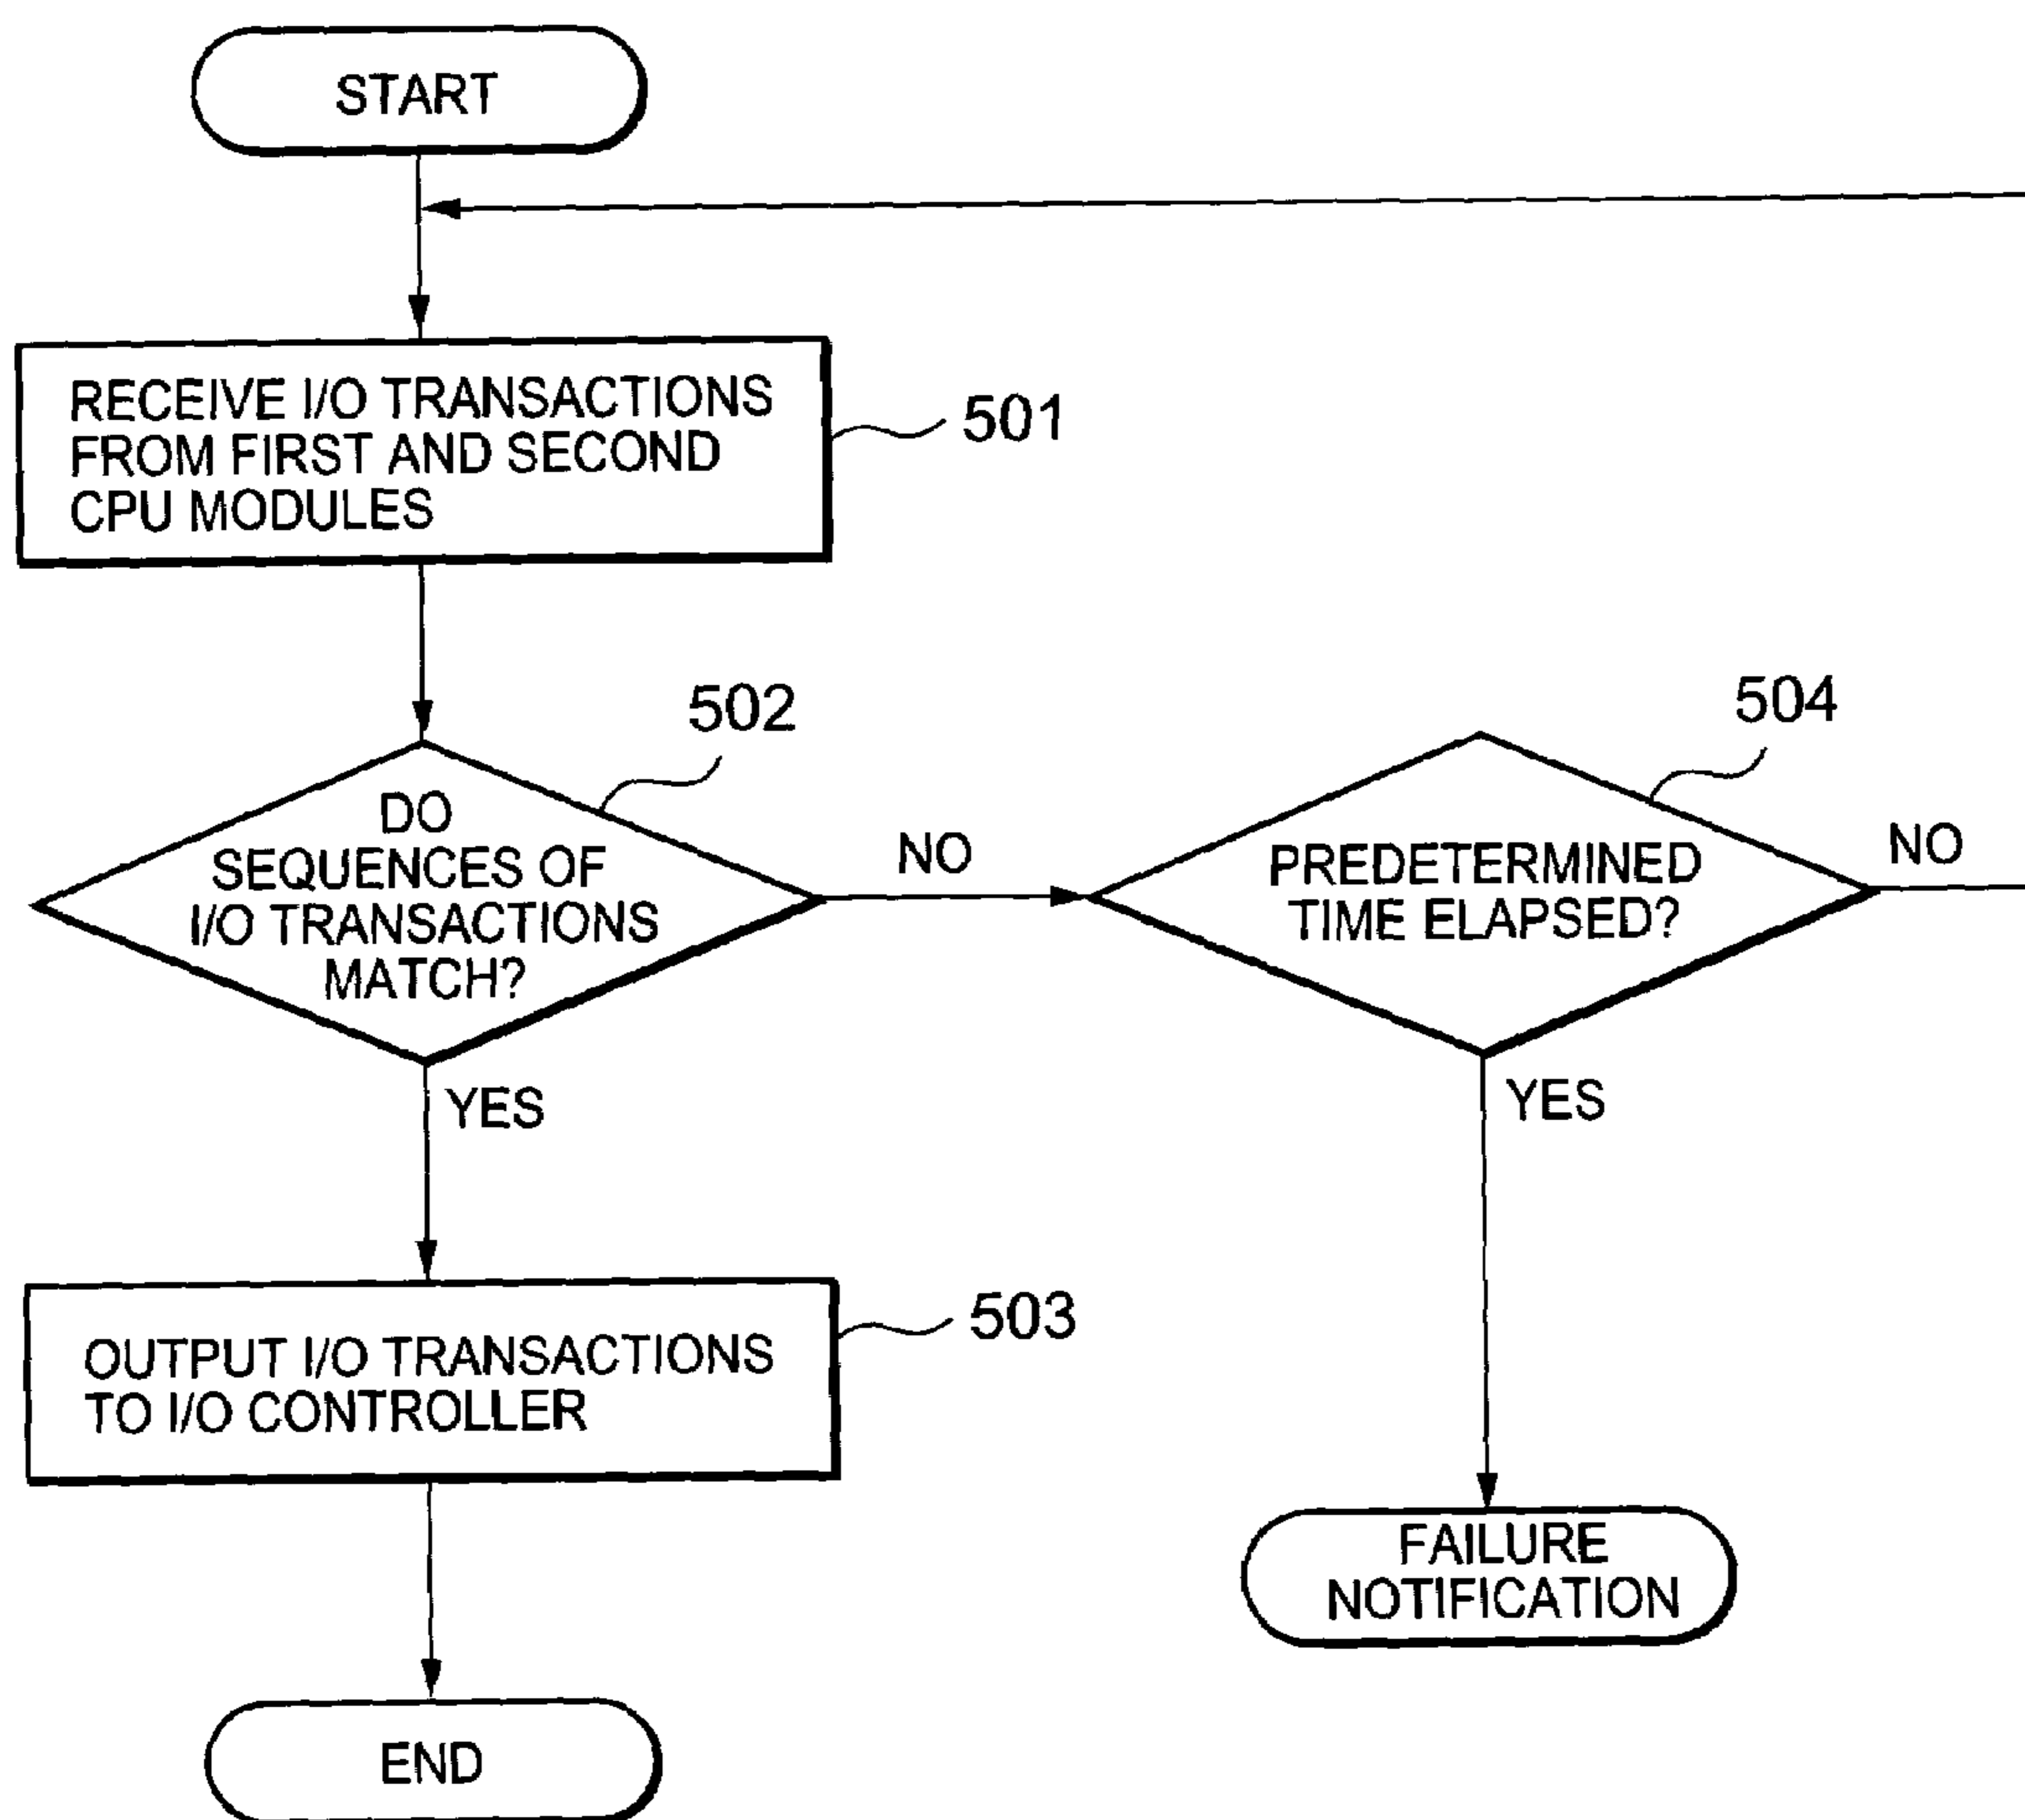 START
RECEIVE I/O TRANSACTIONS
FROM FIRST AND SECOND
CPU MODULES
501
502
DO
SEQUENCES OF
I/O TRANSACTIONS
MATCH?
NO
504
PREDETERMINED
TIME ELAPSED?
NO
YES
YES
OUTPUT I/O TRANSACTIONS
TO I/O CONTROLLER
503
FAILURE
NOTIFICATION
END